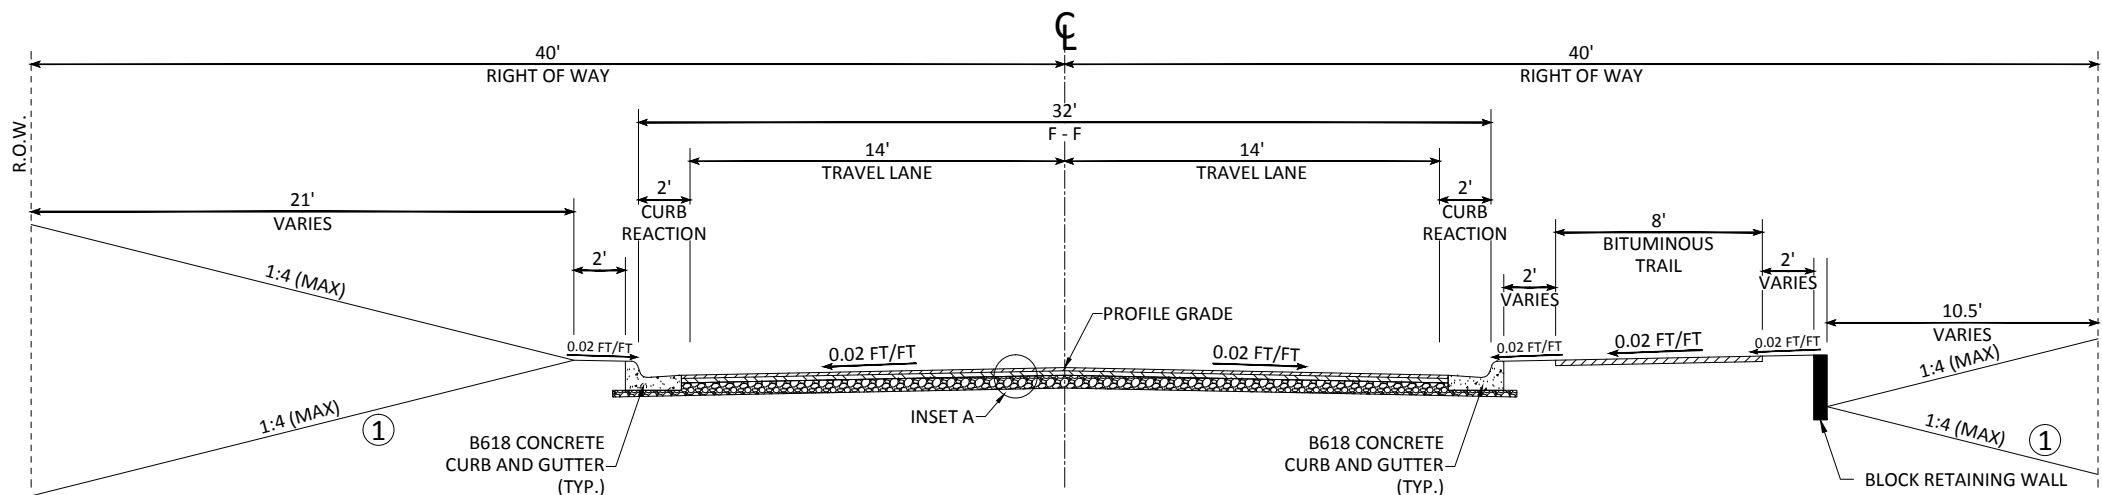 ℄
40'
RIGHT OF WAY
40'
RIGHT OF WAY
R.O.W.
32'
F - F
14'
TRAVEL LANE
14'
TRAVEL LANE
21'
VARIES
2'
CURB
REACTION
2'
CURB
REACTION
8'
BITUMINOUS
TRAIL
2'
2'
VARIES
2'
VARIES
10.5'
VARIES
1:4 (MAX)
PROFILE GRADE
0.02 FT/FT
0.02 FT/FT
0.02 FT/FT
0.02 FT/FT
0.02 FT/FT
0.02 FT/FT
1:4 (MAX)
1:4 (MAX)
1
INSET A
B618 CONCRETE
CURB AND GUTTER
(TYP.)
B618 CONCRETE
CURB AND GUTTER
(TYP.)
1:4 (MAX)
1
BLOCK RETAINING WALL